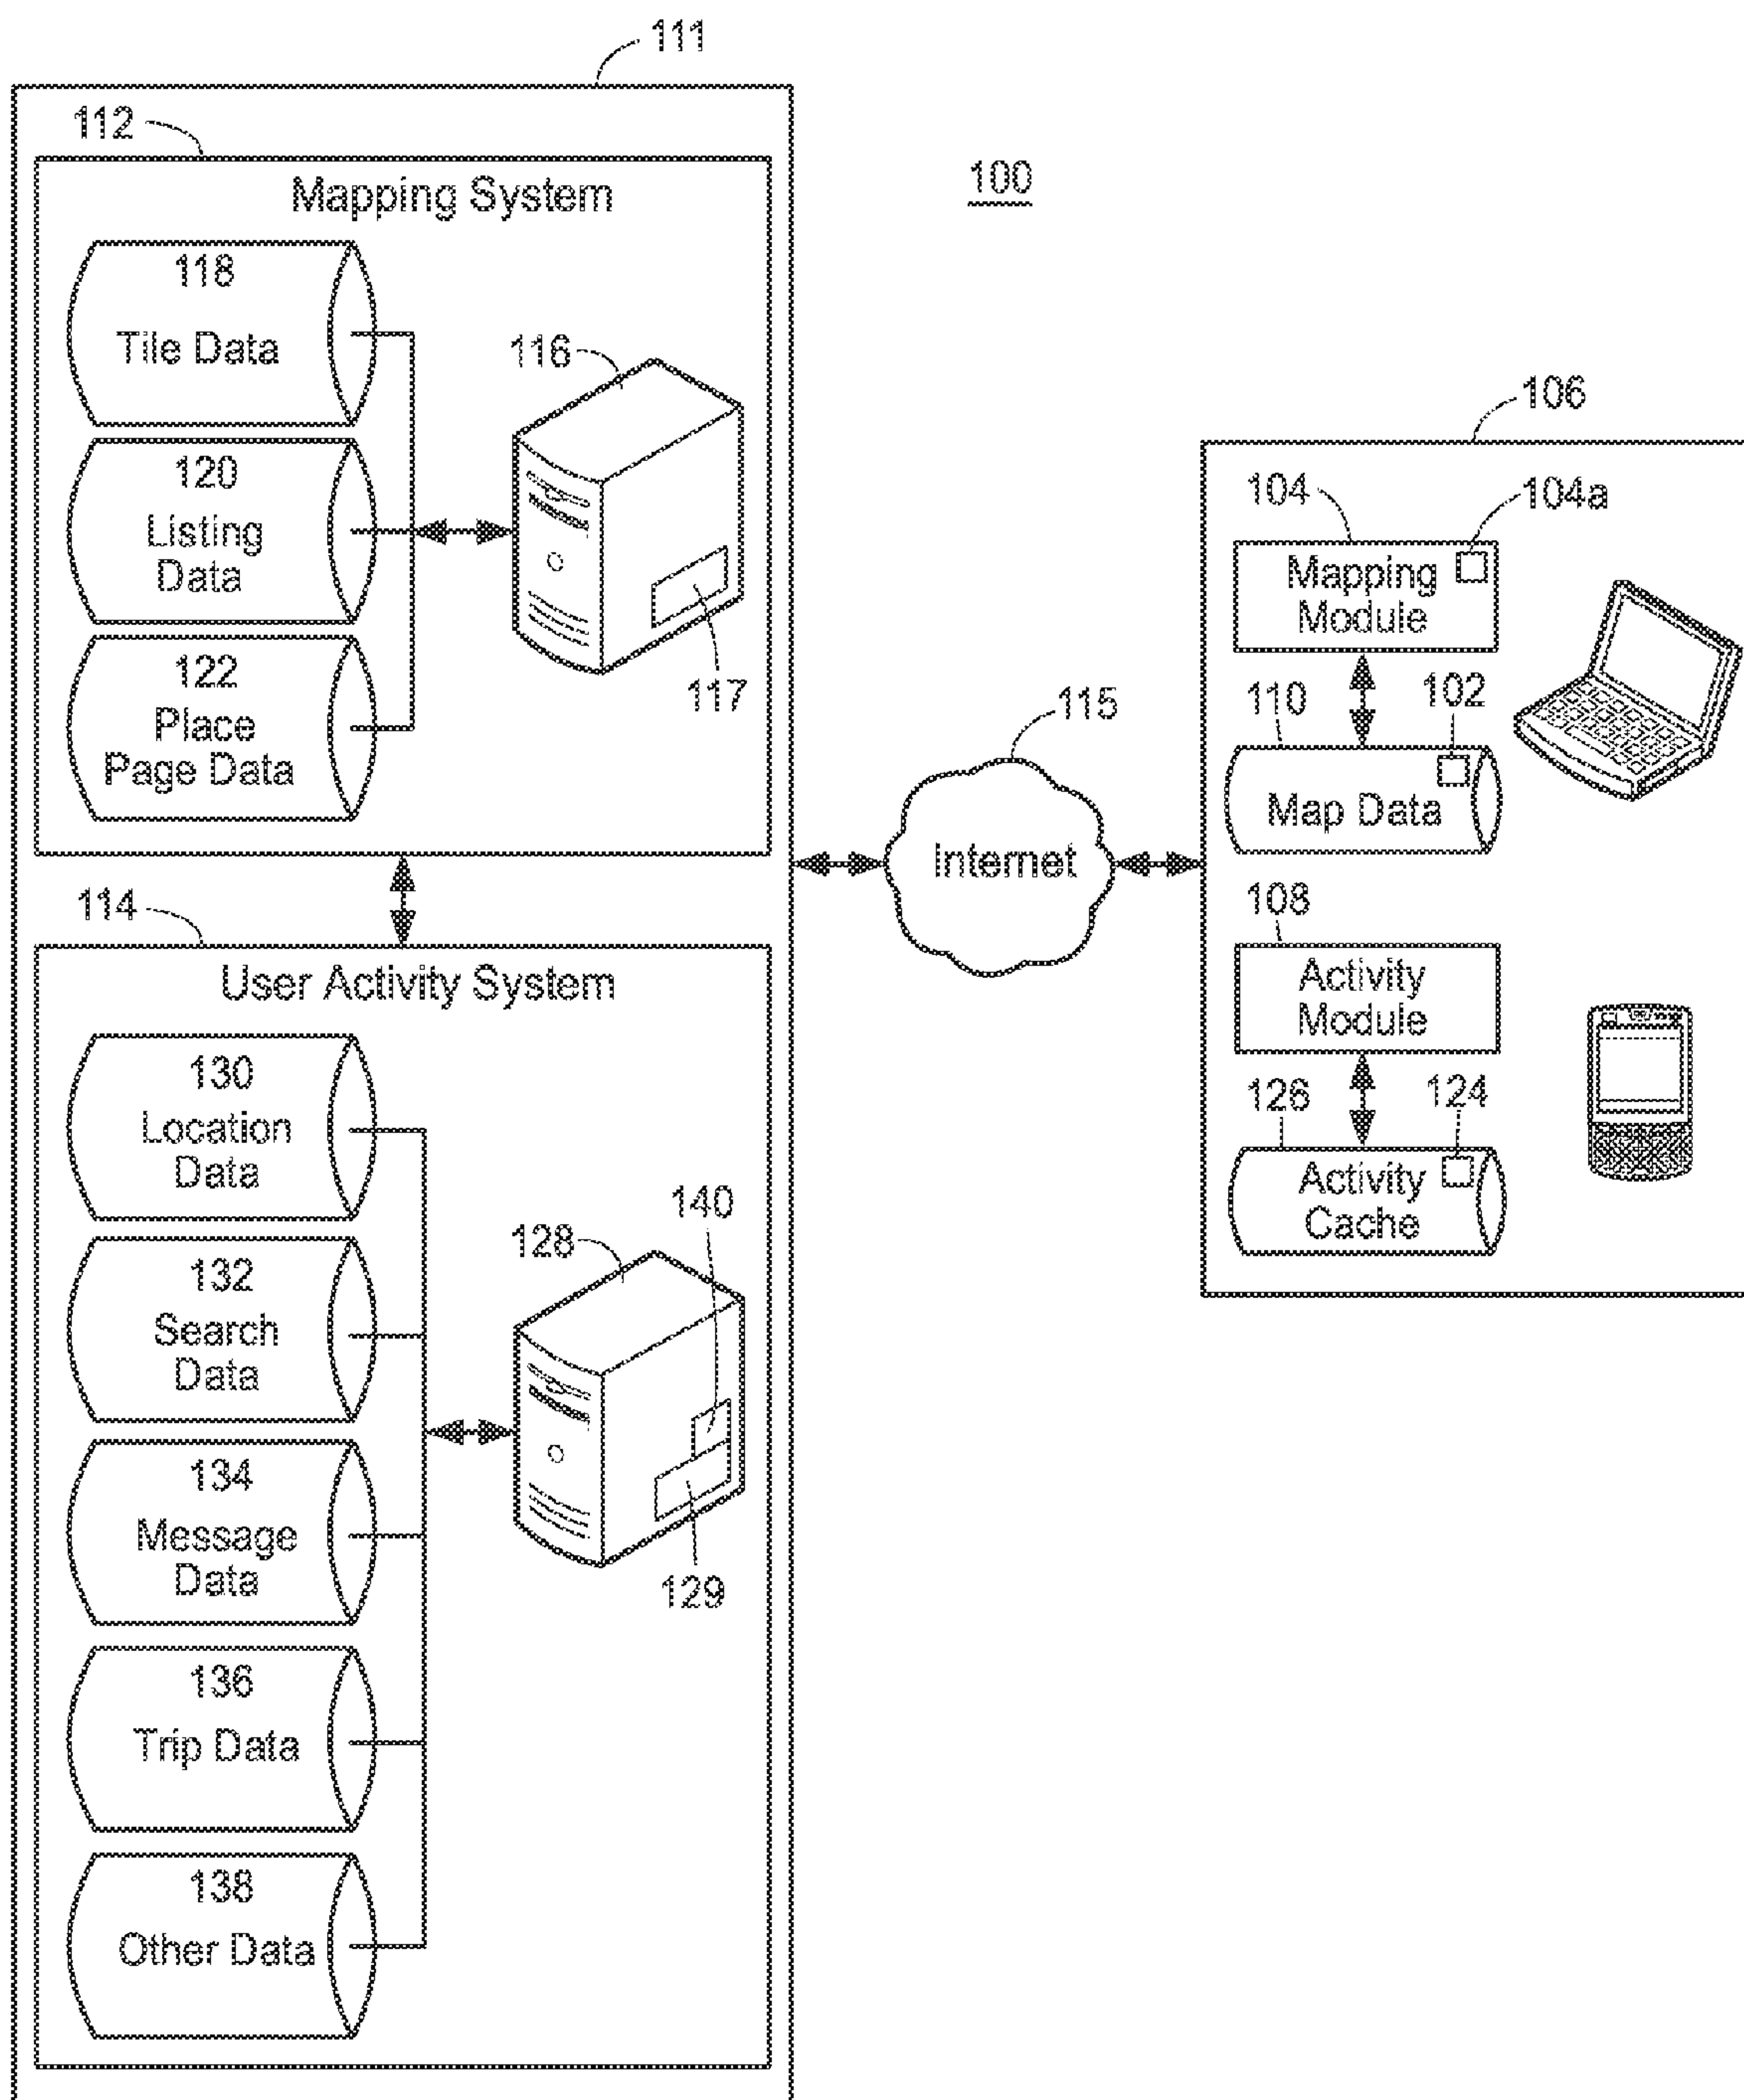 111
112
Mapping System
100
118
Tile Data
116
120
Listing
Data
117
122
Place
Page Data
106
104
104a
Mapping
Module
110
102
Map Data
115
Internet
108
Activity
Module
126
124
Activity
Cache
114
User Activity System
130
Location
Data
140
128
132
Search
Data
134
Message
Data
129
136
Trip Data
138
Other Data